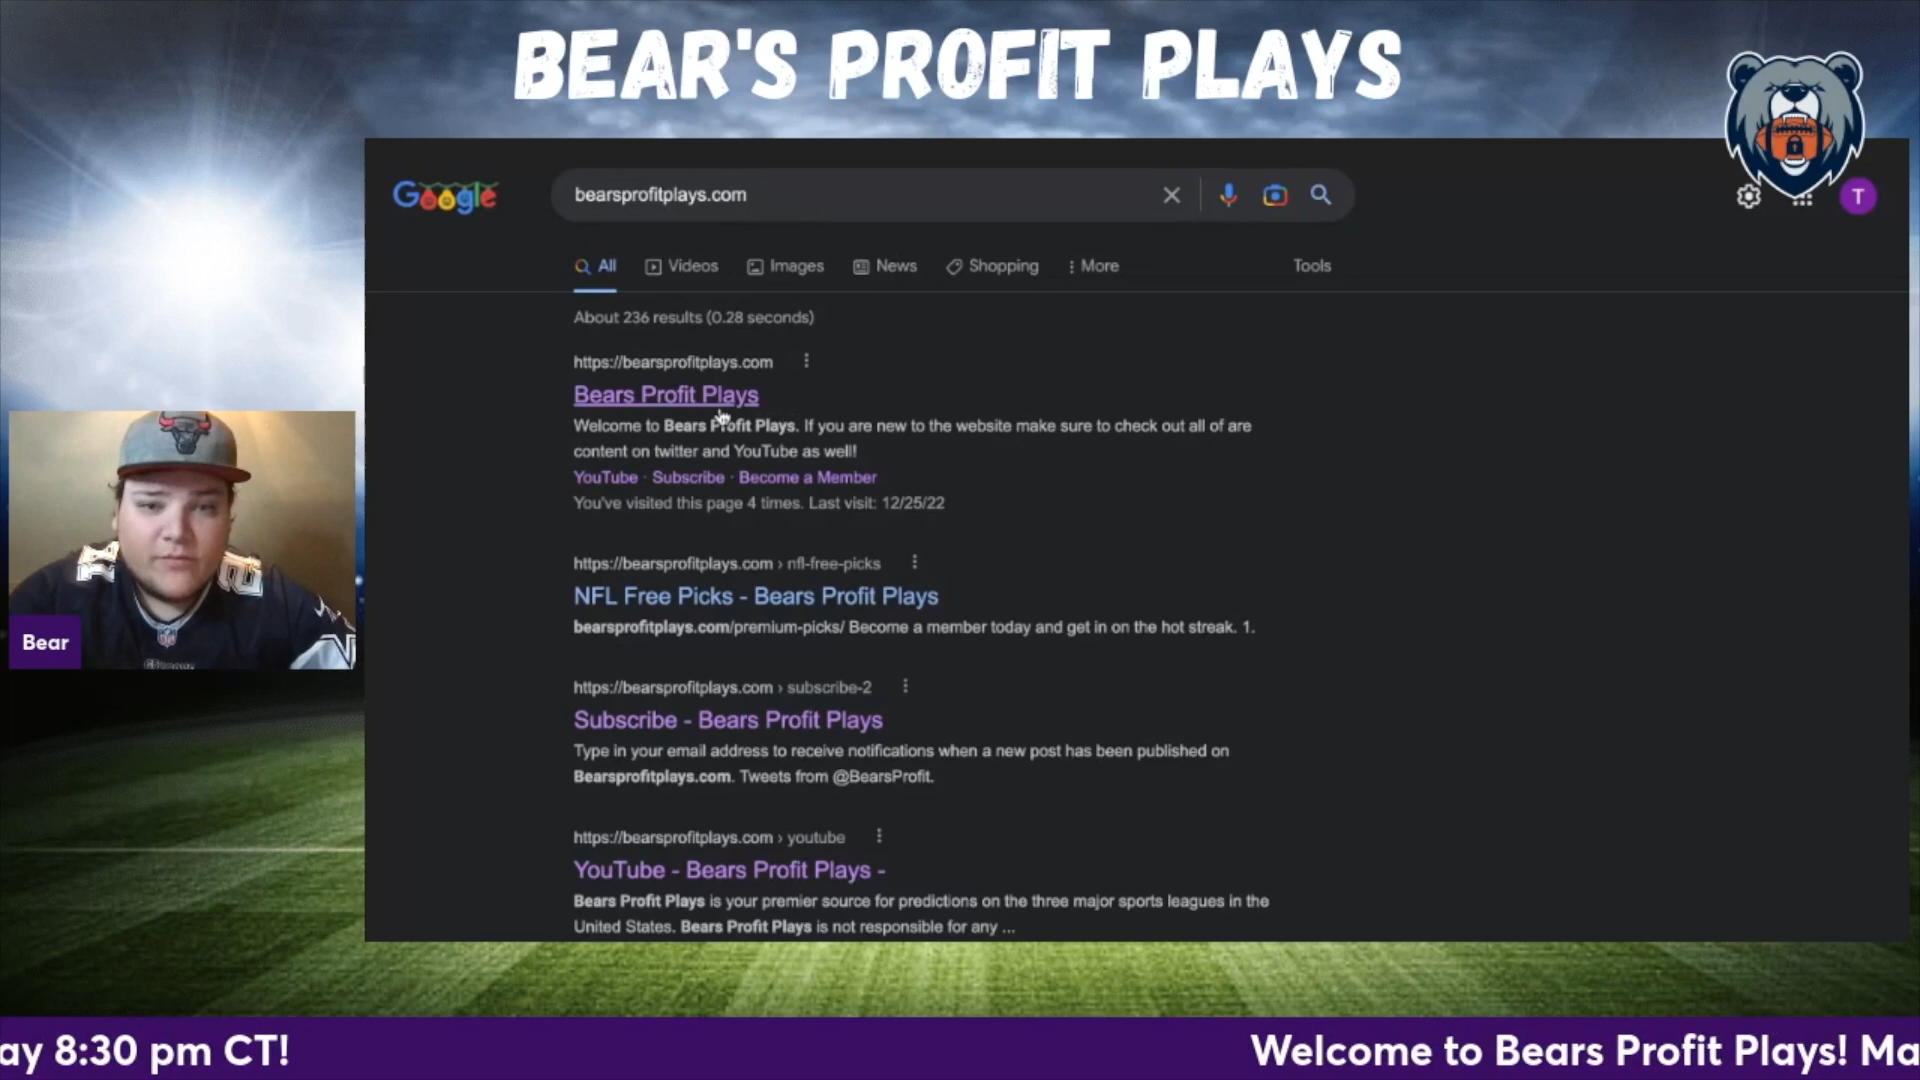 BEAR'S PROFIT PLAYS
Google
bearsprofitplays.com
T
All
Videos
Images
News
Shopping
More
Tools
About 236 results (0.28 seconds)
https://bearsprofitplays.com
Bears Profit Plays
Welcome to Bears Profit Plays. If you are new to the website make sure to check out all of are
content on twitter and YouTube as well!
YouTube · Subscribe · Become a Member
You've visited this page 4 times. Last visit: 12/25/22
https://bearsprofitplays.com › nfl-free-picks
NFL Free Picks - Bears Profit Plays
bearsprofitplays.com/premium-picks/ Become a member today and get in on the hot streak. 1.
https://bearsprofitplays.com › subscribe-2
Subscribe - Bears Profit Plays
Type in your email address to receive notifications when a new post has been published on
Bearsprofitplays.com. Tweets from @BearsProfit.
https://bearsprofitplays.com › youtube
YouTube - Bears Profit Plays -
Bears Profit Plays is your premier source for predictions on the three major sports leagues in the
United States. Bears Profit Plays is not responsible for any ...
Bear
ay 8:30 pm CT!
Welcome to Bears Profit Plays! Ma